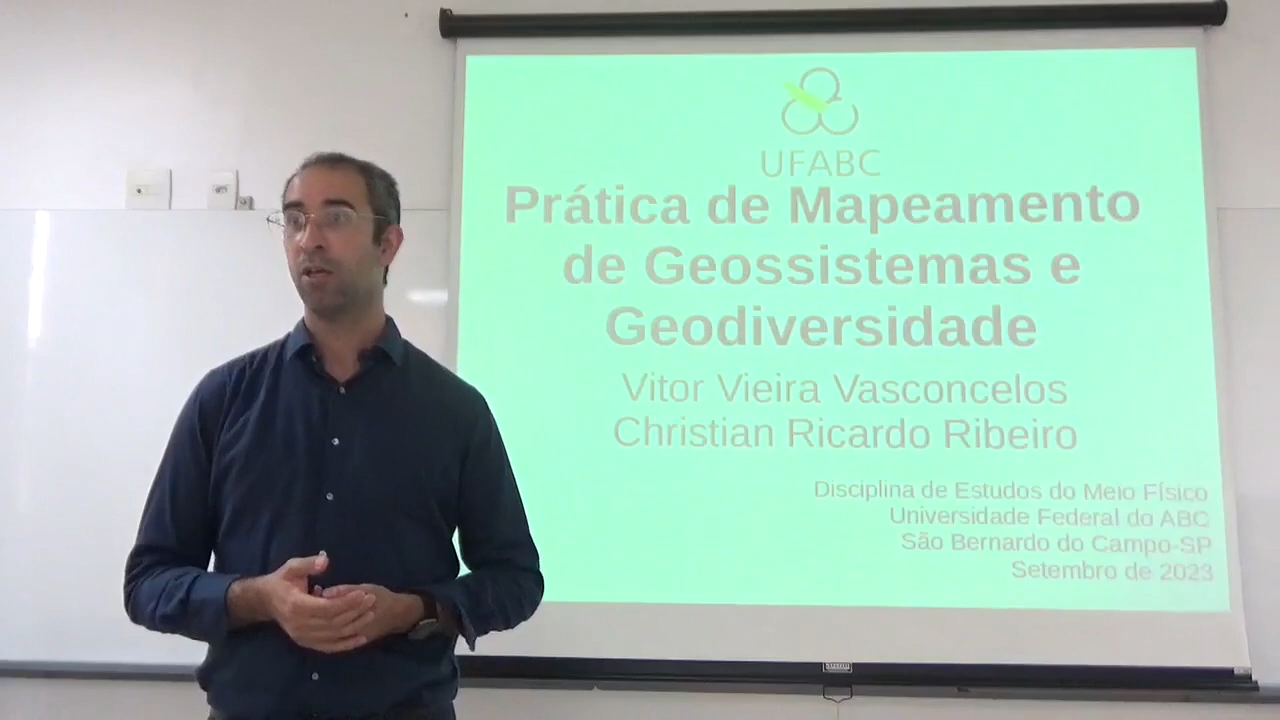 UFABC
Prática de Mapeamento
de Geossistemas e
Geodiversidade
Vitor Vieira Vasconcelos
Christian Ricardo Ribeiro
Disciplina de Estudos do Meio Físico
Universidade Federal do ABC
São Bernardo do Campo-SP
Setembro de 2023